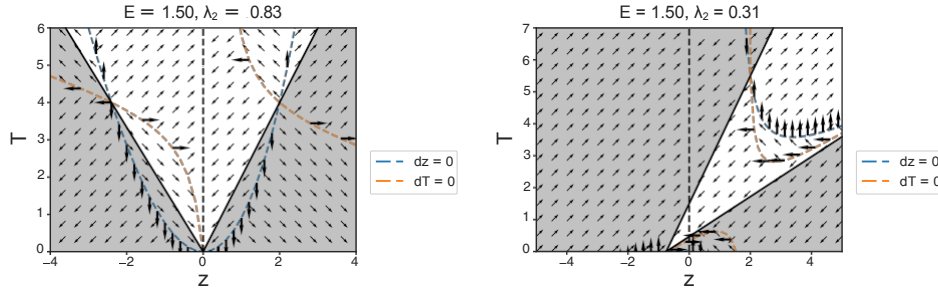 E = 1.50, λ₂ = 0.83
6
5
4
3
2
1
0
T
−4
−2
0
2
4
z
dz = 0
dT = 0
E = 1.50, λ₂ = 0.31
7
6
5
4
3
2
1
0
T
−4
−2
0
2
4
z
dz = 0
dT = 0